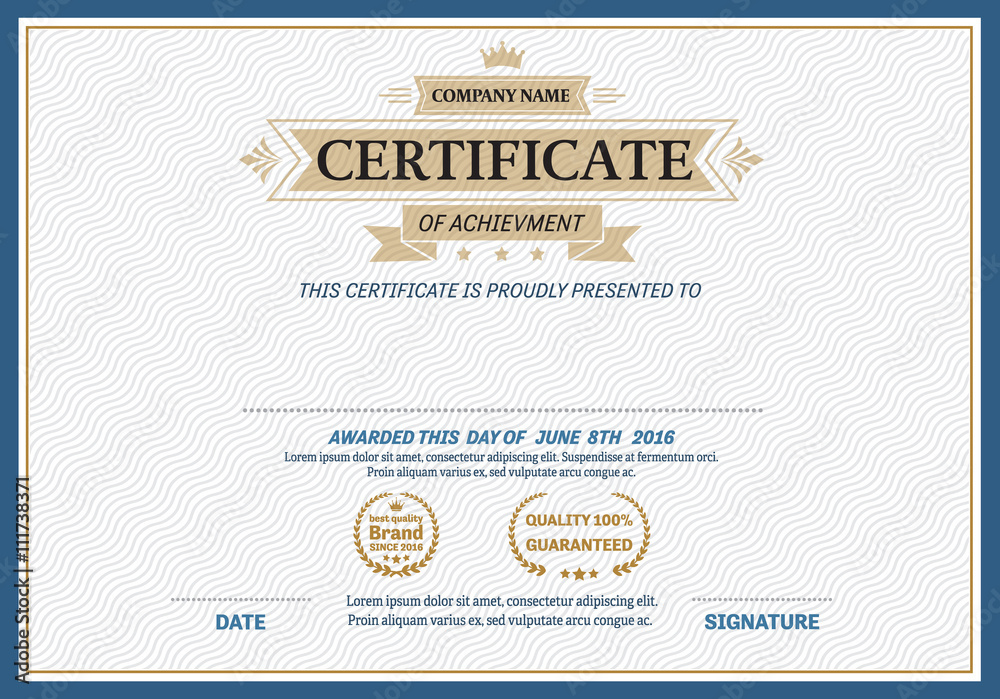 COMPANY NAME
CERTIFICATE
OF ACHIEVMENT
THIS CERTIFICATE IS PROUDLY PRESENTED TO
AWARDED THIS DAY OF JUNE 8TH 2016
Lorem ipsum dolor sit amet, consectetur adipiscing elit. Suspendisse at fermentum orci.
Proin aliquam varius ex, sed vulputate arcu congue ac.
best quality
Brand
SINCE 2016
QUALITY 100%
GUARANTEED
DATE
Lorem ipsum dolor sit amet, consectetur adipiscing elit.
Proin aliquam varius ex, sed vulputate arcu congue ac.
SIGNATURE
Adobe Stock | #111738371